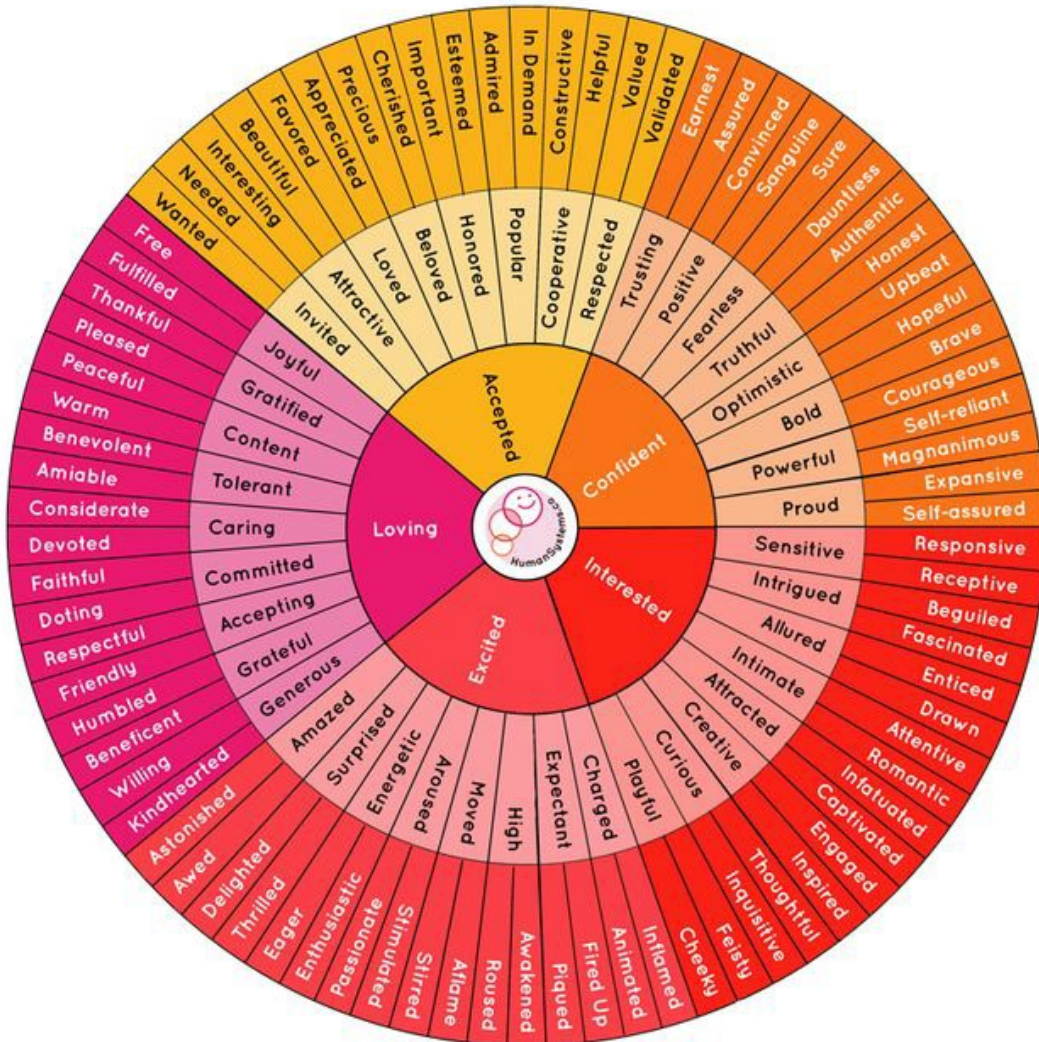 Accepted
Confident
Interested
Excited
Loving
HumanSystems.co
Invited
Attractive
Loved
Beloved
Honored
Popular
Cooperative
Respected
Trusting
Positive
Fearless
Truthful
Optimistic
Bold
Powerful
Proud
Sensitive
Intrigued
Allured
Intimate
Attracted
Creative
Curious
Playful
Charged
Expectant
High
Moved
Aroused
Energetic
Surprised
Amazed
Generous
Grateful
Accepting
Committed
Caring
Tolerant
Content
Gratified
Joyful
Wanted
Needed
Interesting
Beautiful
Favored
Appreciated
Precious
Cherished
Important
Esteemed
Admired
In Demand
Constructive
Helpful
Valued
Validated
Earnest
Assured
Convinced
Sanguine
Sure
Dauntless
Authentic
Honest
Upbeat
Hopeful
Brave
Courageous
Self-reliant
Magnanimous
Expansive
Self-assured
Responsive
Receptive
Beguiled
Fascinated
Enticed
Drawn
Attentive
Romantic
Infatuated
Captivated
Engaged
Inspired
Thoughtful
Inquisitive
Feisty
Cheeky
Inflamed
Animated
Fired Up
Piqued
Awakened
Roused
Aflame
Stirred
Stimulated
Passionate
Enthusiastic
Eager
Thrilled
Delighted
Awed
Astonished
Kindhearted
Willing
Beneficent
Humbled
Friendly
Respectful
Doting
Faithful
Devoted
Considerate
Amiable
Benevolent
Warm
Peaceful
Pleased
Thankful
Fulfilled
Free